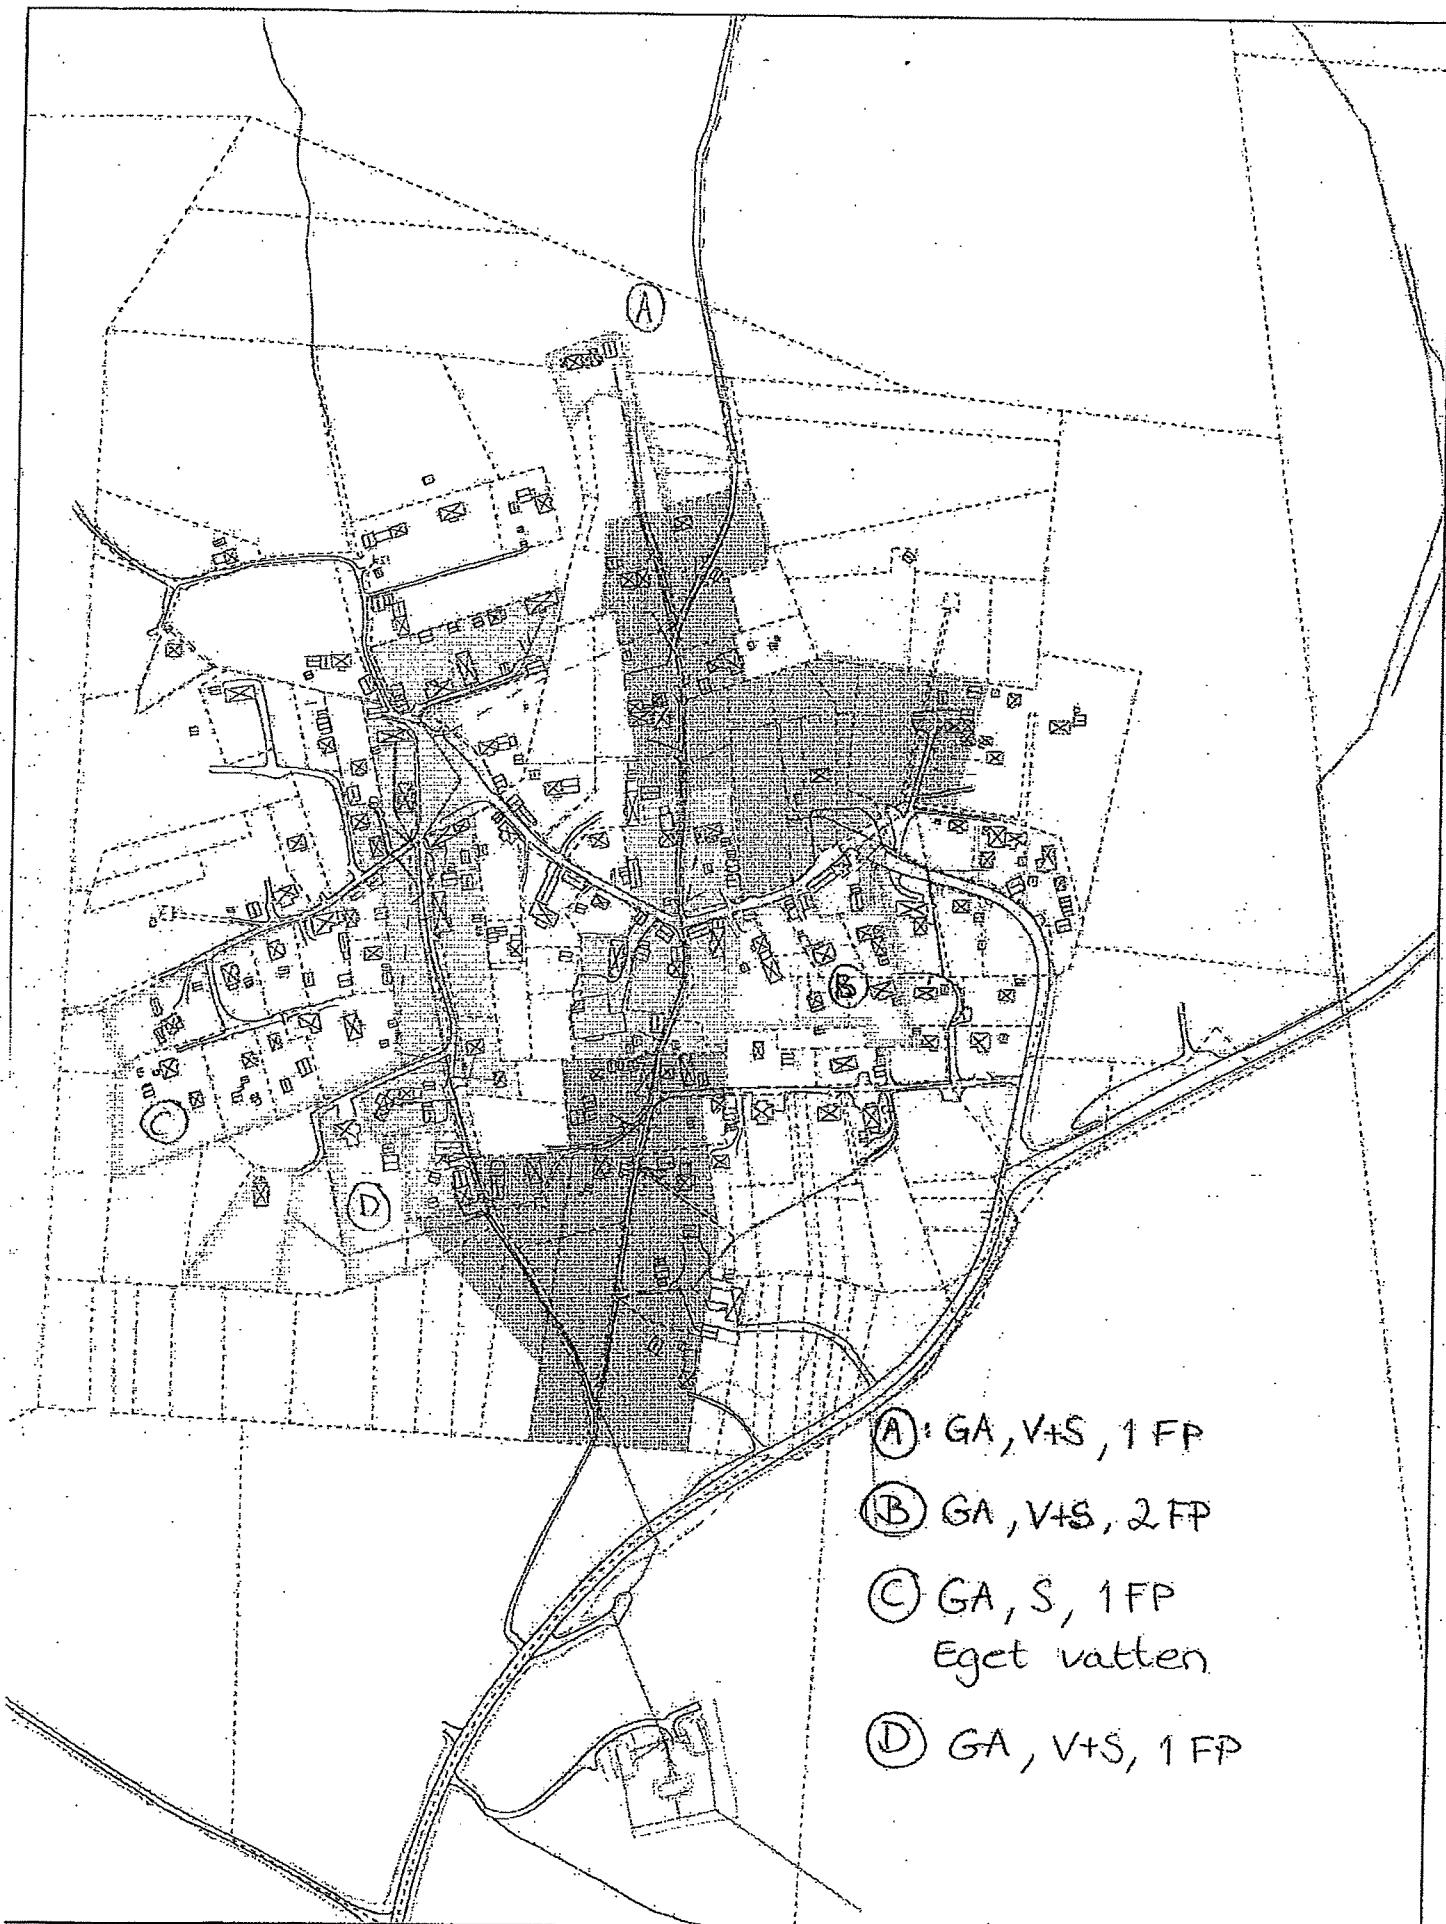 A
B
C
D
A: GA, V+S, 1 FP
B GA, V+S, 2 FP
C GA, S, 1 FP
Eget vatten
D GA, V+S, 1 FP